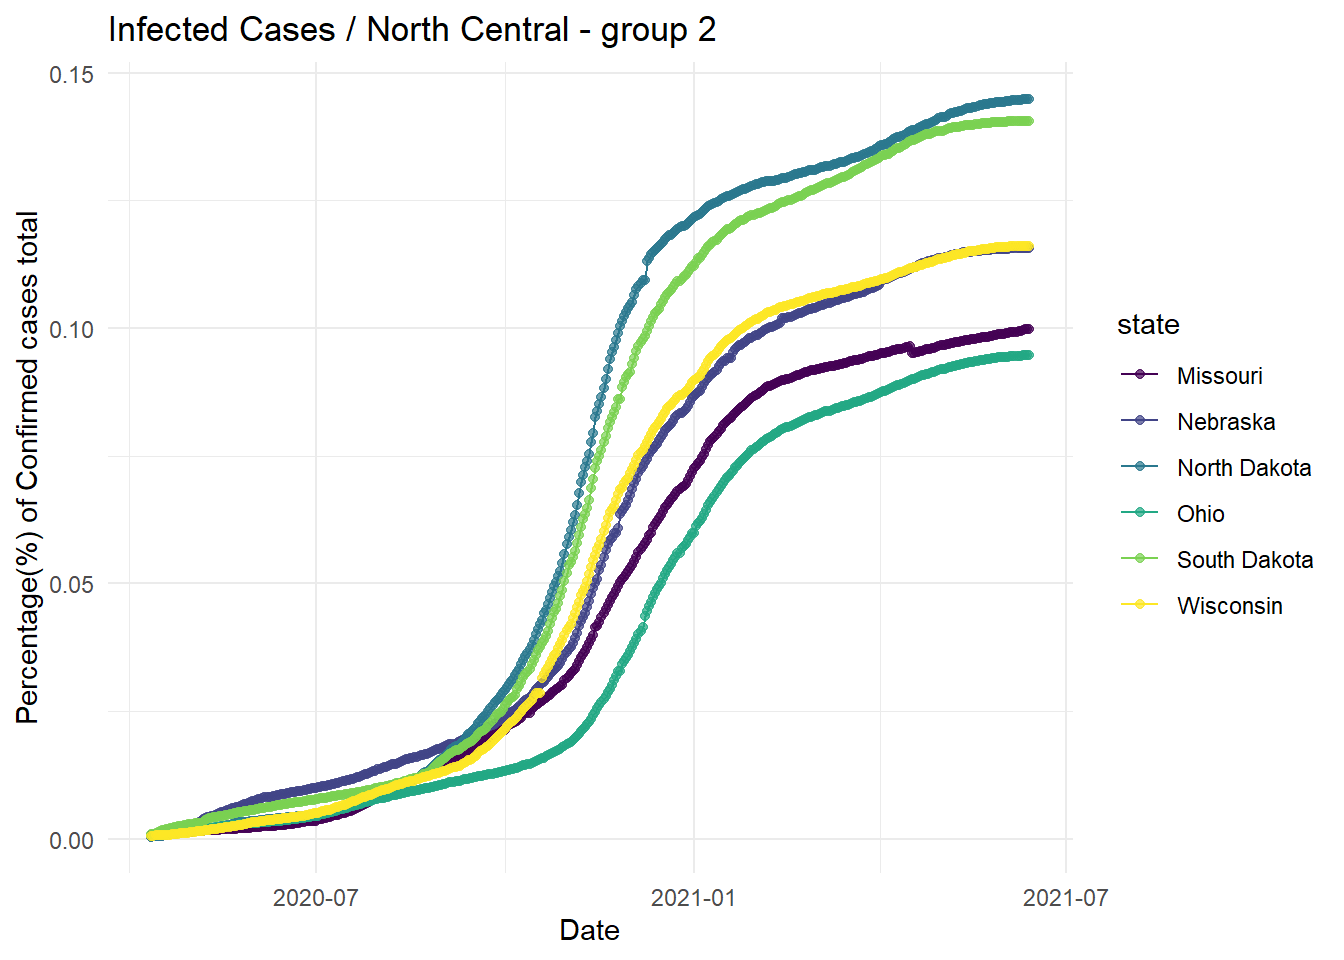 Infected Cases / North Central - group 2
Percentage(%) of Confirmed cases total
0.15
0.10
0.05
0.00
2020-07
2021-01
2021-07
Date
state
Missouri
Nebraska
North Dakota
Ohio
South Dakota
Wisconsin